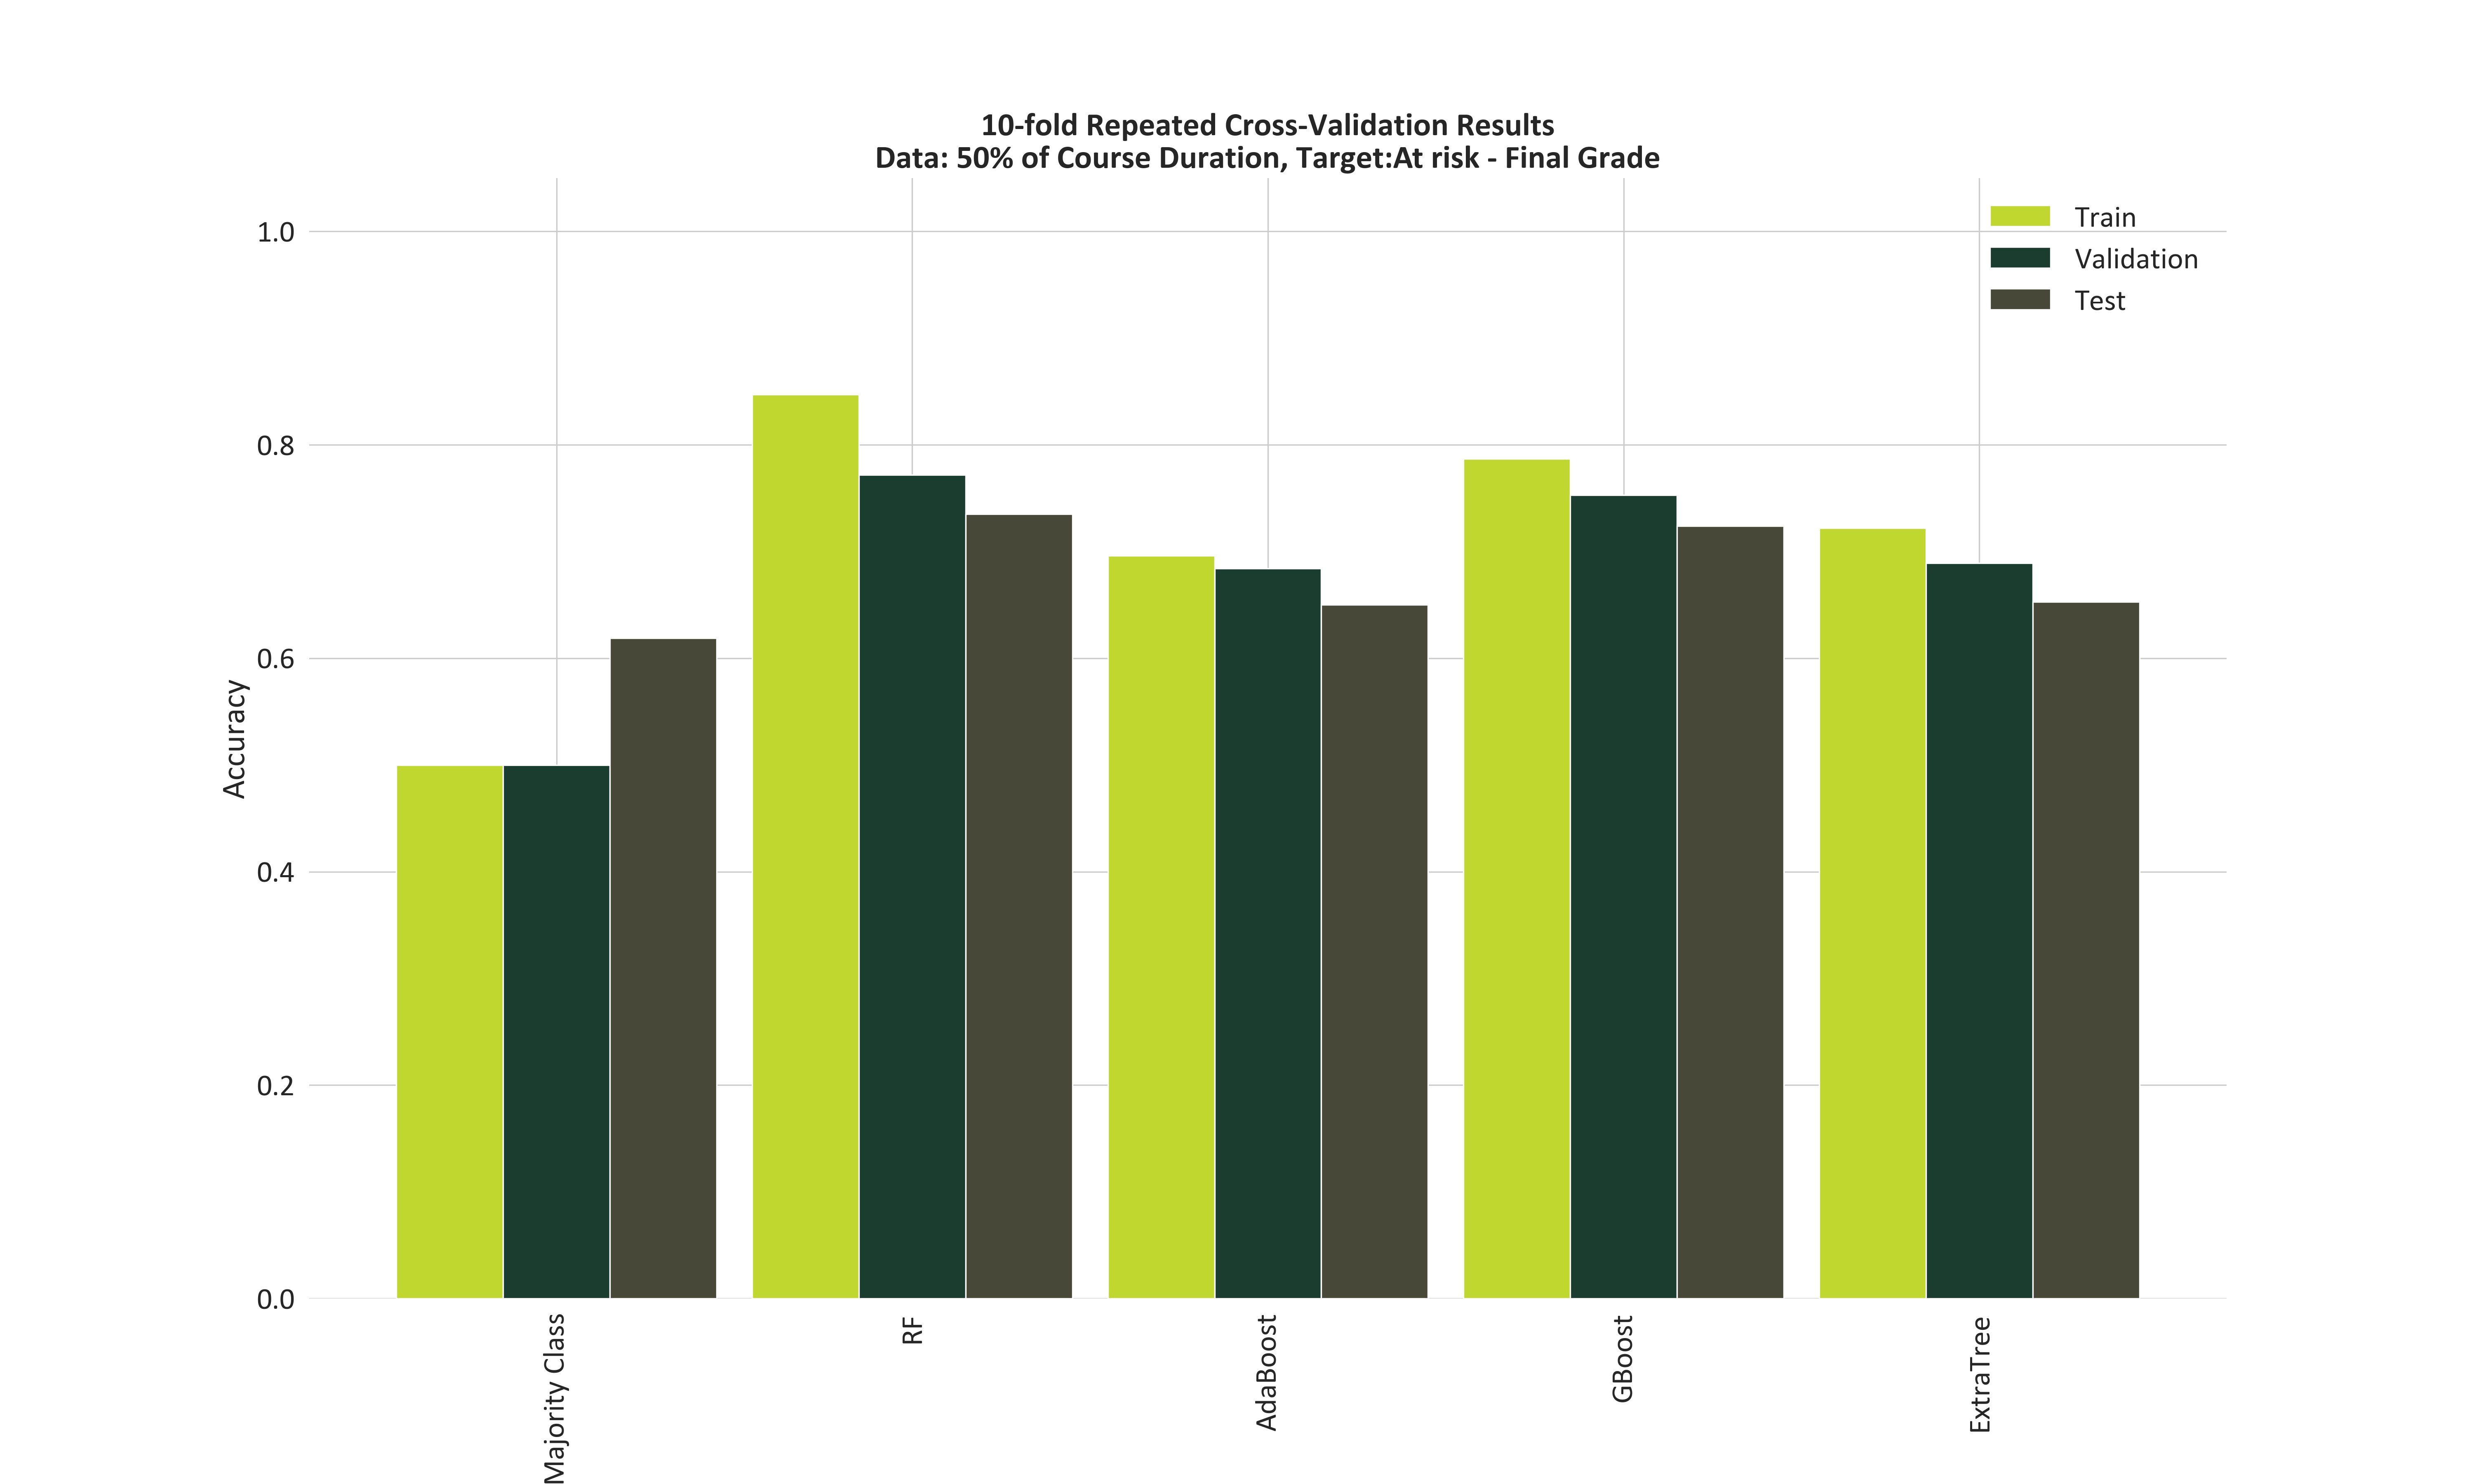 10-fold Repeated Cross-Validation Results
Data: 50% of Course Duration, Target:At risk - Final Grade
Train
Validation
Test
Accuracy
1.0
0.8
0.6
0.4
0.2
0.0
Majority Class
RF
AdaBoost
GBoost
ExtraTree